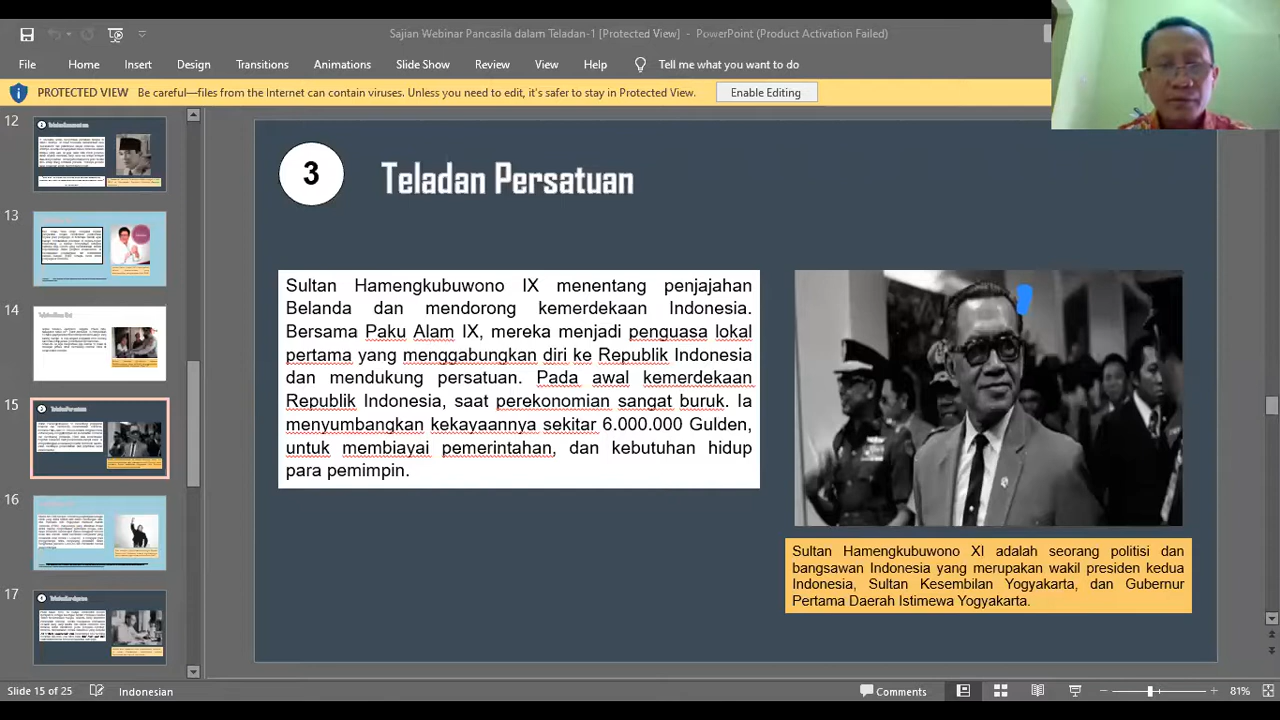 Sajian Webinar Pancasila dalam Teladan-1 [Protected View] - PowerPoint (Product Activation Failed)
File Home Insert Design Transitions Animations Slide Show Review View Help Tell me what you want to do
PROTECTED VIEW Be careful—files from the Internet can contain viruses. Unless you need to edit, it's safer to stay in Protected View. Enable Editing
12
13
14
15
16
17
3
Teladan Persatuan
Sultan Hamengkubuwono IX menentang penjajahan
Belanda dan mendorong kemerdekaan Indonesia.
Bersama Paku Alam IX mereka menjadi penguasa lokal
pertama yang menggabungkan diri ke Republik Indonesia
dan mendukung persatuan. Pada awal kemerdekaan
Republik Indonesia, saat perekonomian sangat buruk. Ia
menyumbangkan kekayaannya sekitar 6.000.000 Gulden,
untuk membiayai pemerintahan, dan kebutuhan hidup
para pemimpin.
Sultan Hamengkubuwono XI adalah seorang politisi dan
bangsawan Indonesia yang merupakan wakil presiden kedua
Indonesia, Sultan Kesembilan Yogyakarta, dan Gubernur
Pertama Daerah Istimewa Yogyakarta.
Slide 15 of 25 Indonesian Comments 81%